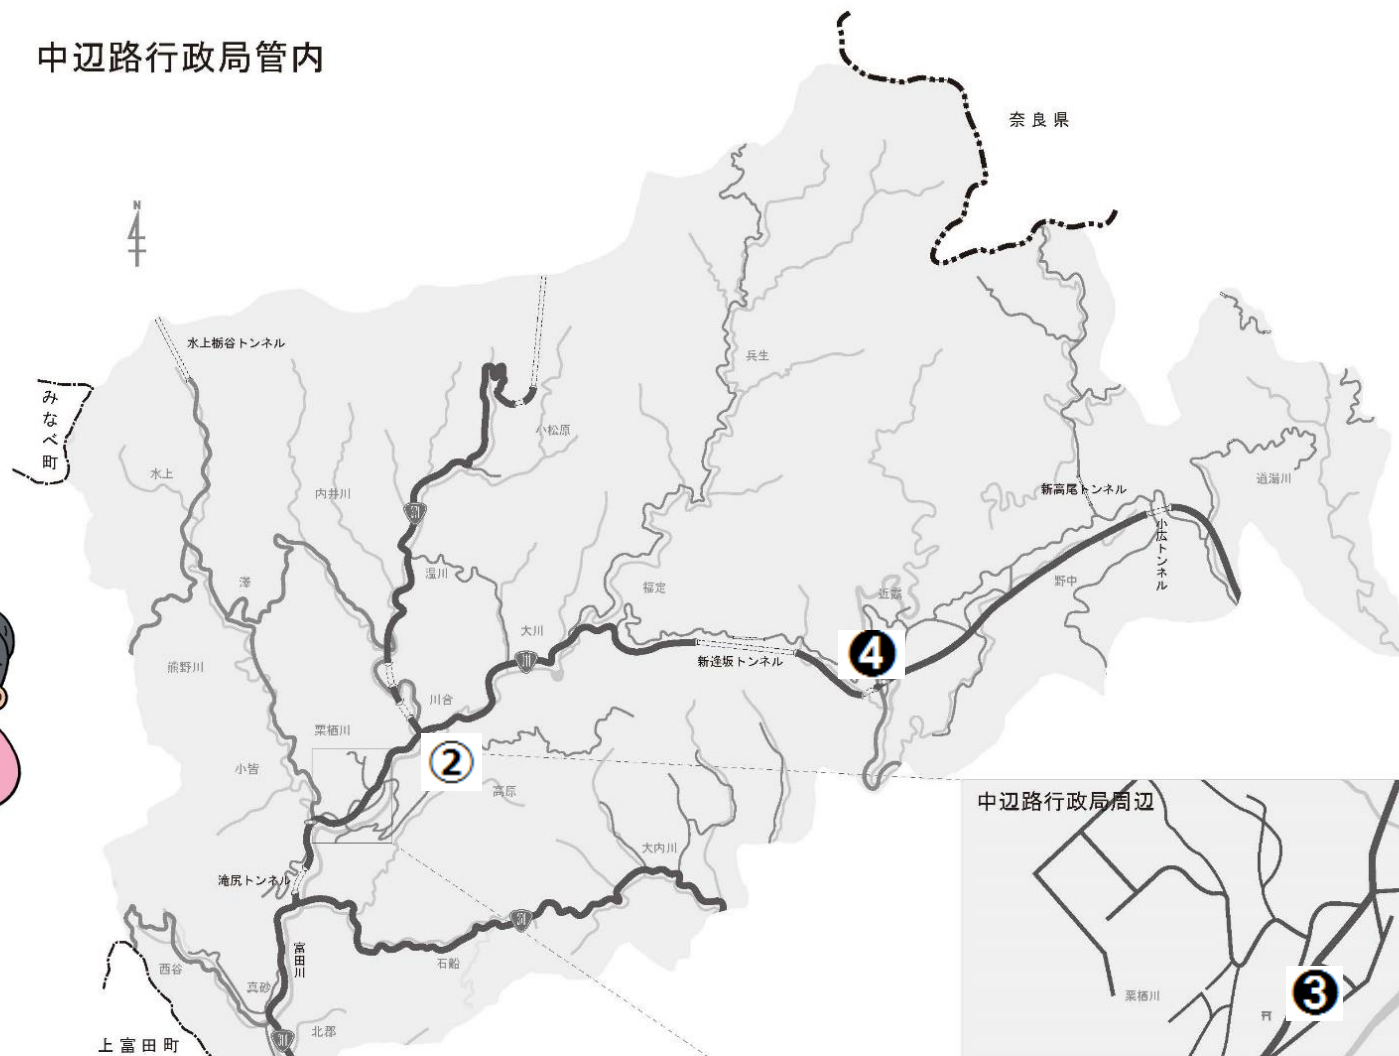 中辺路行政局管内
奈良県
N
水上栃谷トンネル
みなべ町
兵生
小松原
水上
内井川
新高尾トンネル
道湯川
小広トンネル
温川
福定
近露
野中
澤
大川
熊野川
新逢坂トンネル
4
川合
栗栖川
2
小皆
高原
中辺路行政局周辺
大内川
滝尻トンネル
富田川
石船
西谷
真砂
栗栖川
3
北郡
上富田町
311